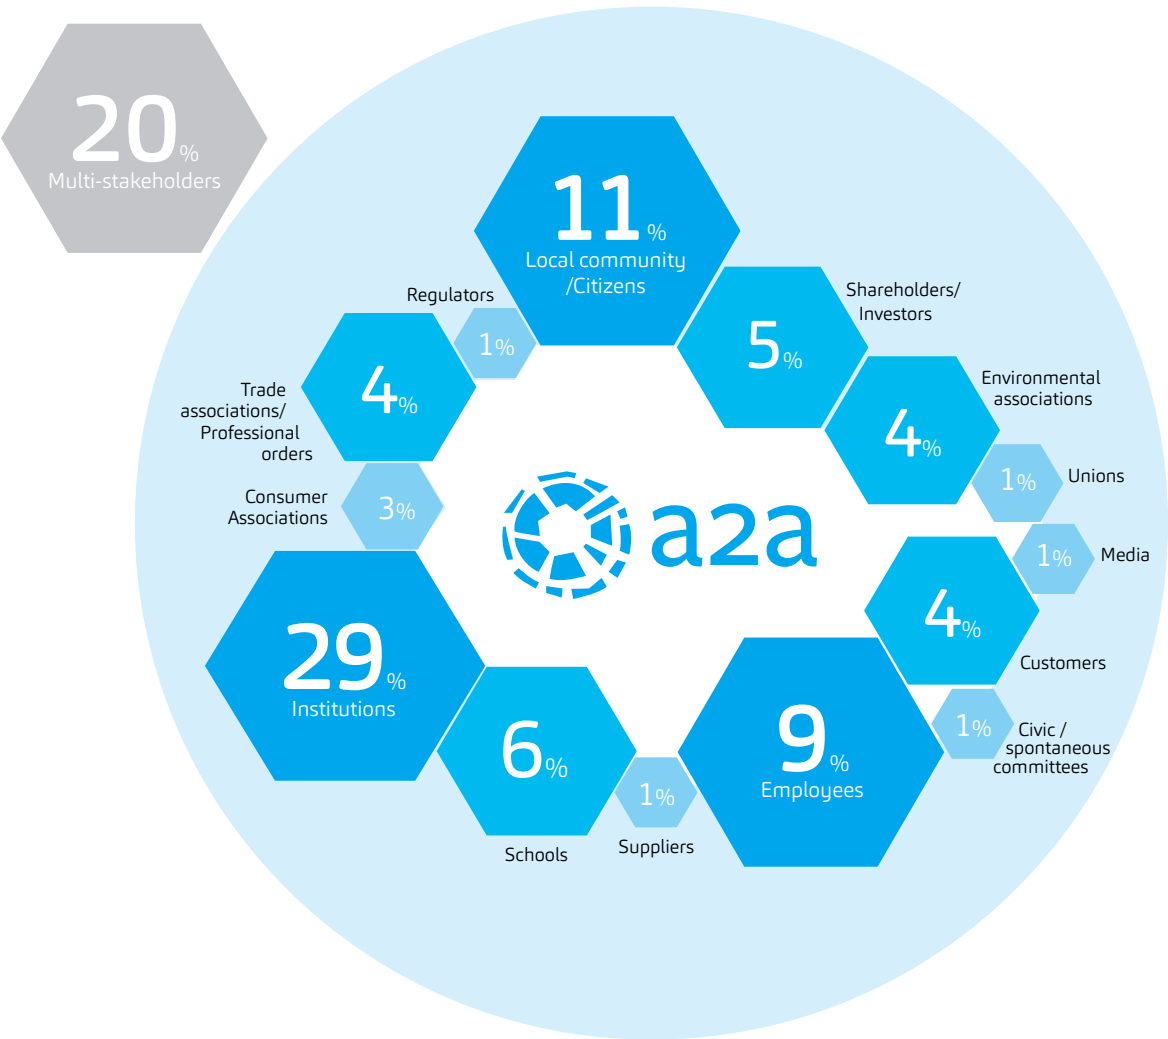 20%
Multi-stakeholders
11%
Local community
/Citizens
Regulators
1%
Shareholders/
Investors
5%
4%
Trade
associations/
Professional
orders
Environmental
associations
4%
Unions
1%
Consumer
Associations
3%
a2a
Media
1%
4%
Customers
29%
Institutions
6%
Schools
1%
Suppliers
9%
Employees
1%
Civic /
spontaneous
committees